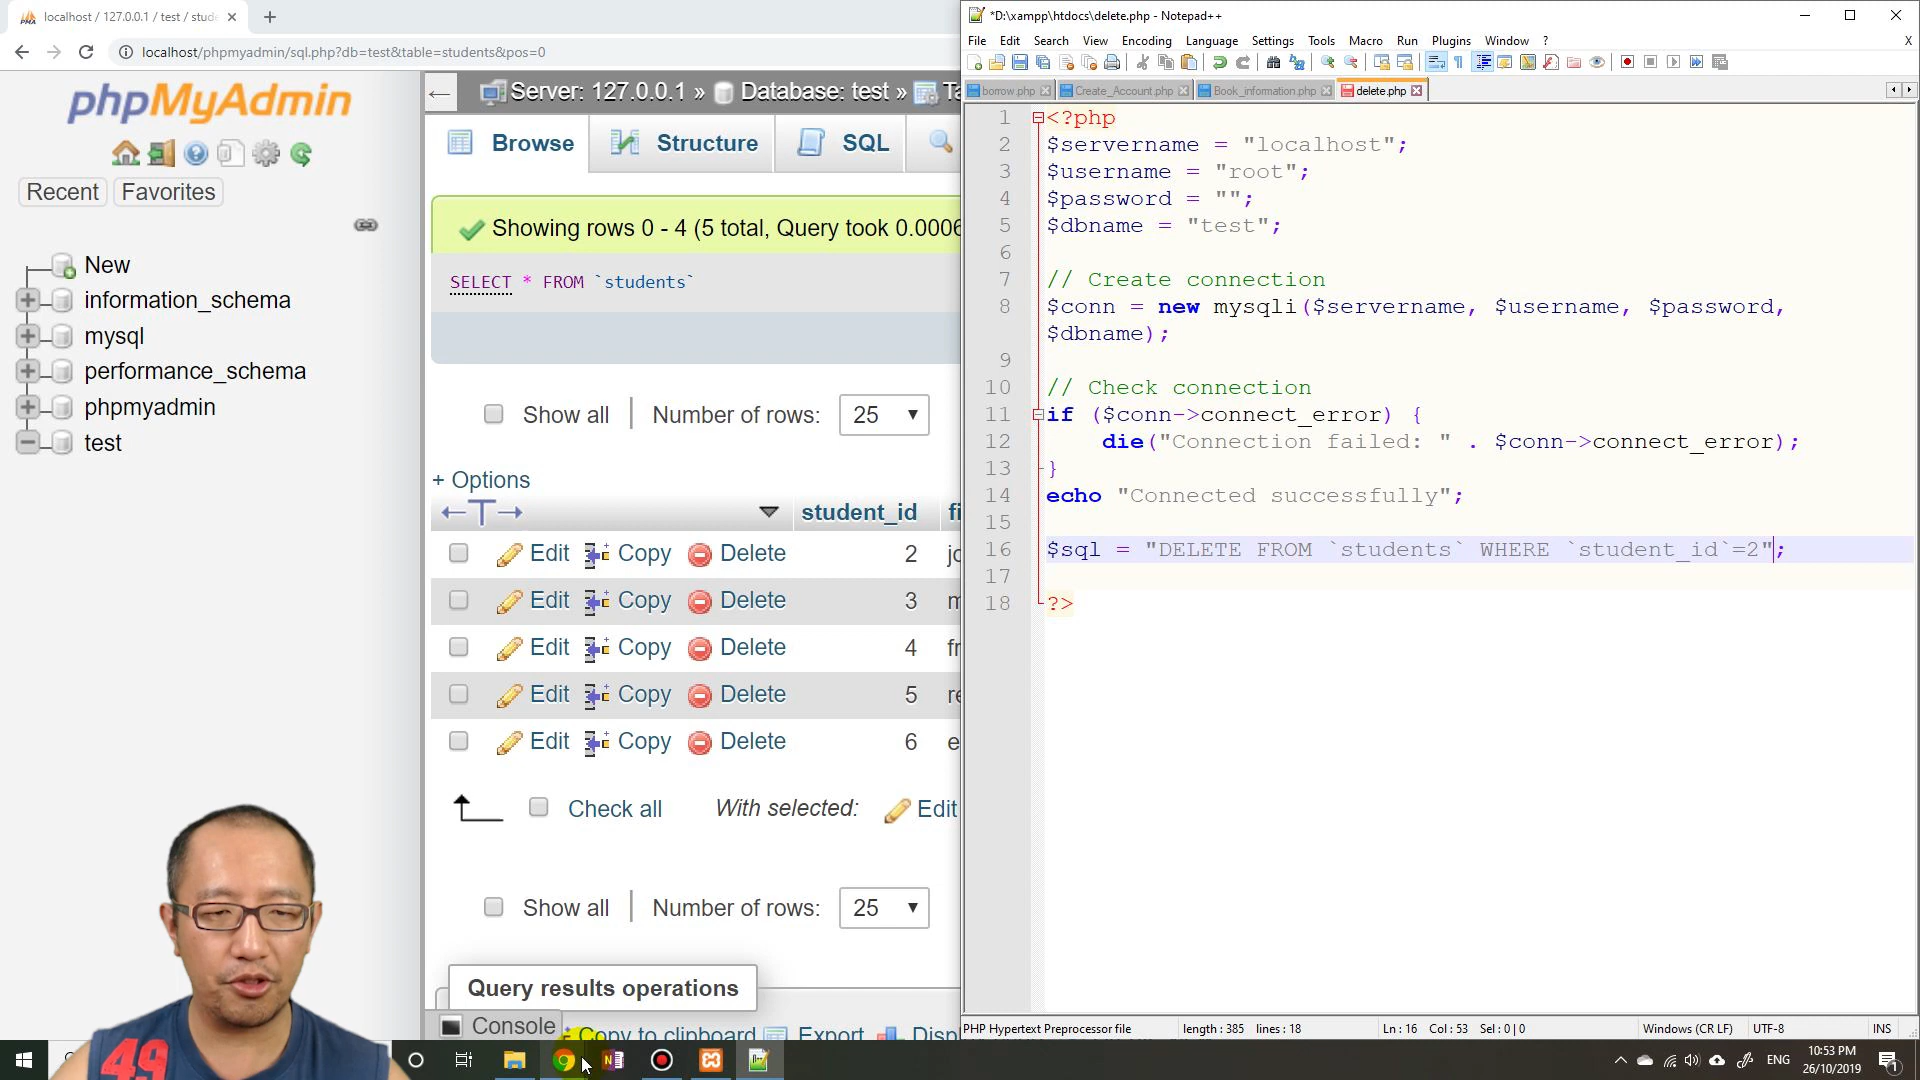 localhost / 127.0.0.1 / test / stude
localhost/phpmyadmin/sql.php?db=test&table=students&pos=0
phpMyAdmin
Recent
Favorites
New
information_schema
mysql
performance_schema
phpmyadmin
test
Server: 127.0.0.1 » Database: test » Ta
Browse
Structure
SQL
Showing rows 0 - 4 (5 total, Query took 0.0006
SELECT * FROM `students`
Show all
Number of rows:
25
+ Options
student_id
fi
Edit Copy Delete 2 jo
Edit Copy Delete 3 m
Edit Copy Delete 4 fr
Edit Copy Delete 5 re
Edit Copy Delete 6 e
Check all
With selected:
Edit
Show all
Number of rows:
25
Query results operations
Console
Copy to clipboard
Export
Displ
49
*D:\xampp\htdocs\delete.php - Notepad++
File Edit Search View Encoding Language Settings Tools Macro Run Plugins Window ?
X
borrow.php
Create_Account.php
Book_information.php
delete.php
1 <?php
2 $servername = "localhost";
3 $username = "root";
4 $password = "";
5 $dbname = "test";
6
7 // Create connection
8 $conn = new mysqli($servername, $username, $password,
$dbname);
9
10 // Check connection
11 if ($conn->connect_error) {
12 die("Connection failed: " . $conn->connect_error);
13 }
14 echo "Connected successfully";
15
16 $sql = "DELETE FROM `students` WHERE `student_id`=2";
17
18 ?>
PHP Hypertext Preprocessor file
length : 385 lines : 18
Ln : 16 Col : 53 Sel : 0 | 0
Windows (CR LF)
UTF-8
INS
ENG
10:53 PM
26/10/2019
1